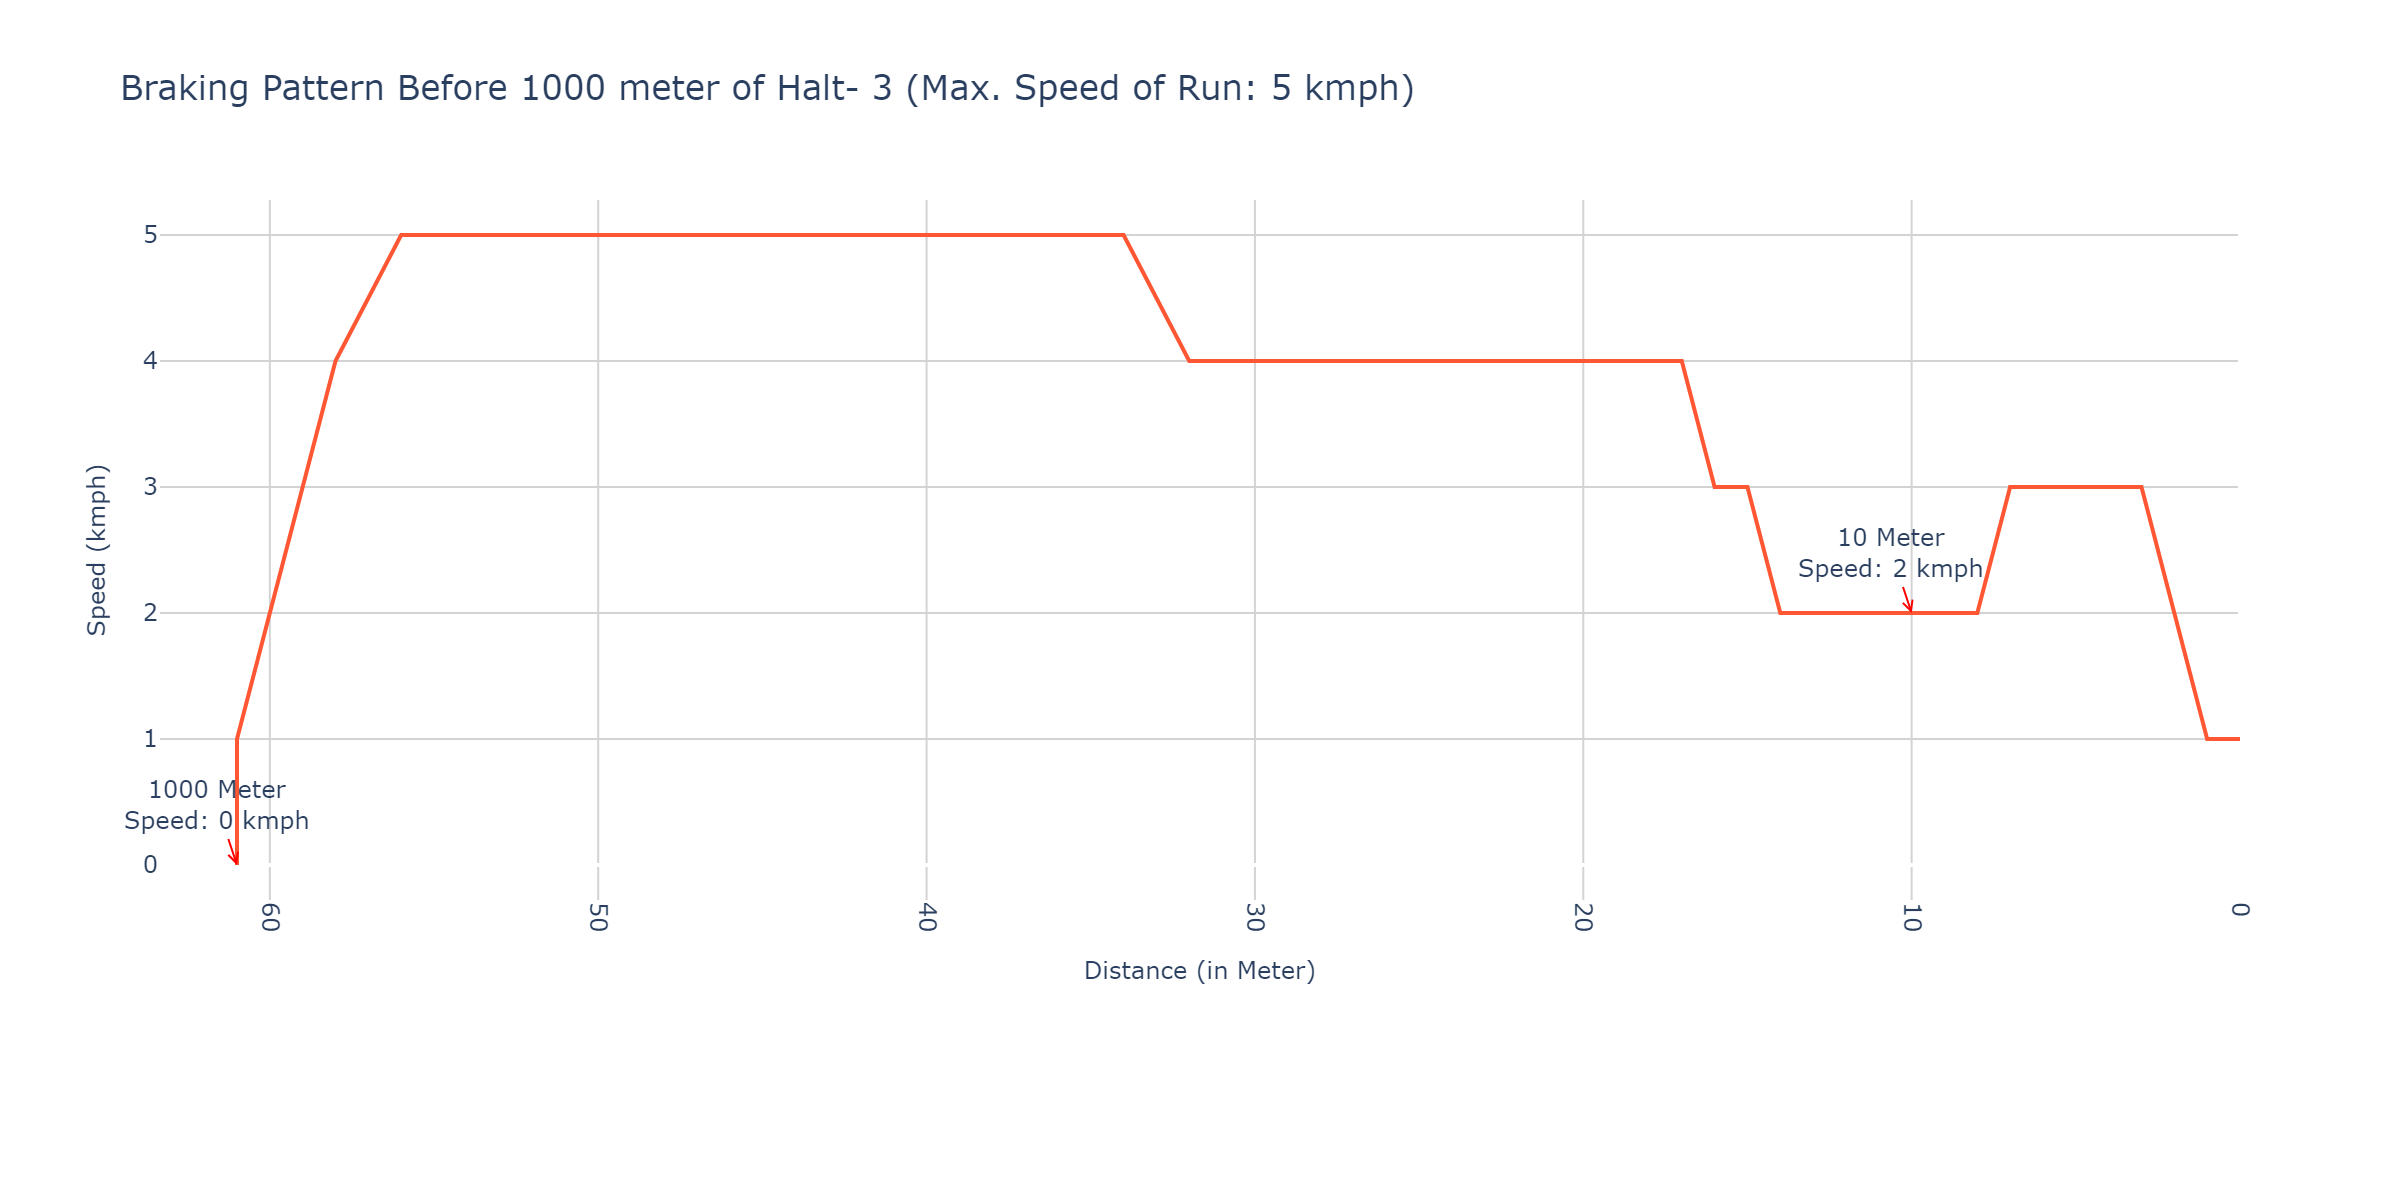 Braking Pattern Before 1000 meter of Halt- 3 (Max. Speed of Run: 5 kmph)
5
4
3
2
1
0
Speed (kmph)
10 Meter
Speed: 2 kmph
1000 Meter
Speed: 0 kmph
60
50
40
30
20
10
0
Distance (in Meter)